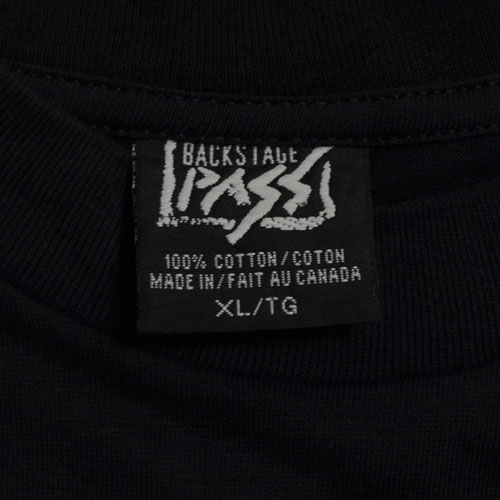 BACKSTAGE
PASS
100% COTTON/COTON
MADE IN/FAIT AU CANADA
XL/TG